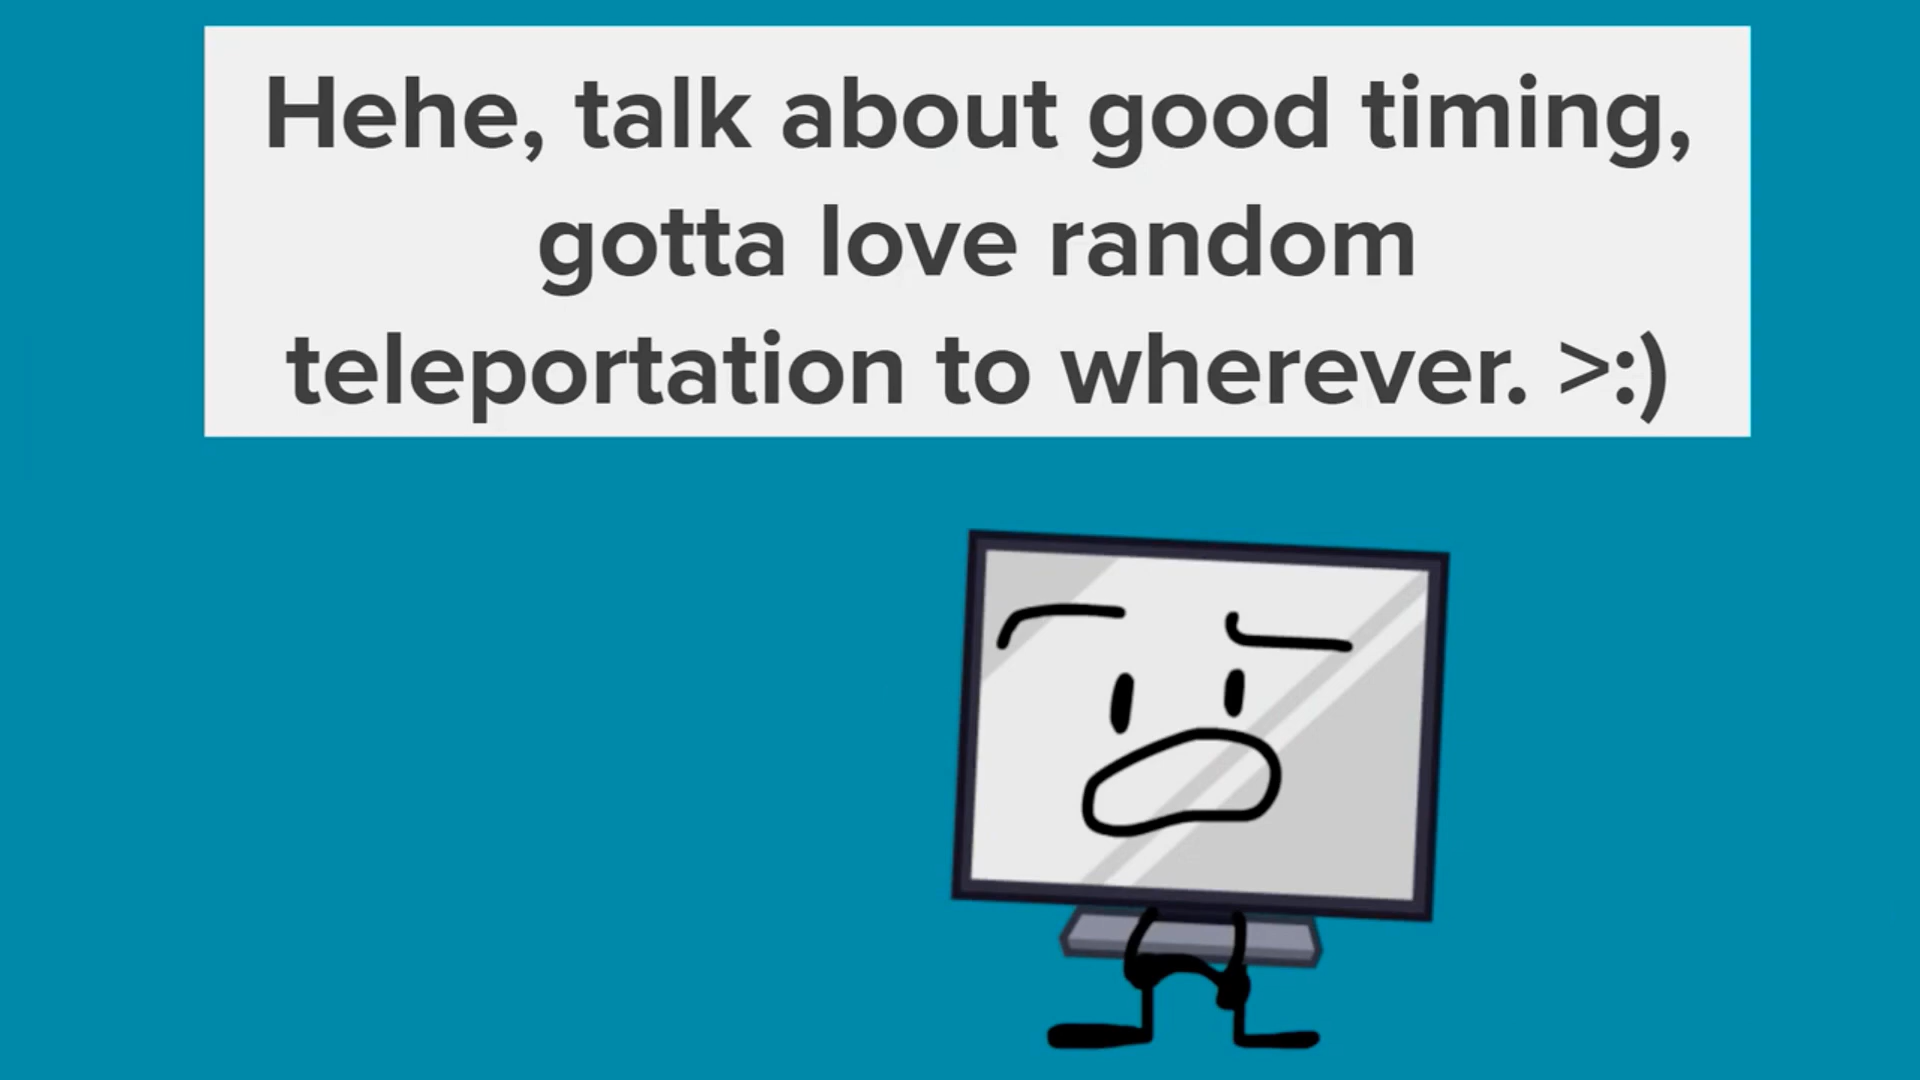 Hehe, talk about good timing,
gotta love random
teleportation to wherever. >:)